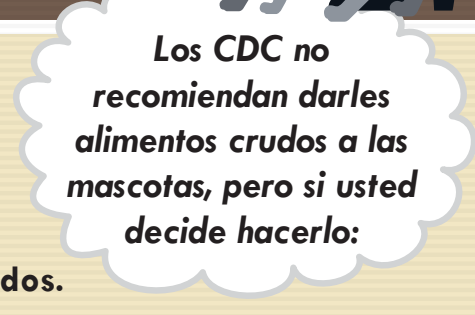 Los CDC no
recomiendan darles
alimentos crudos a las
mascotas, pero si usted
decide hacerlo:
dos.